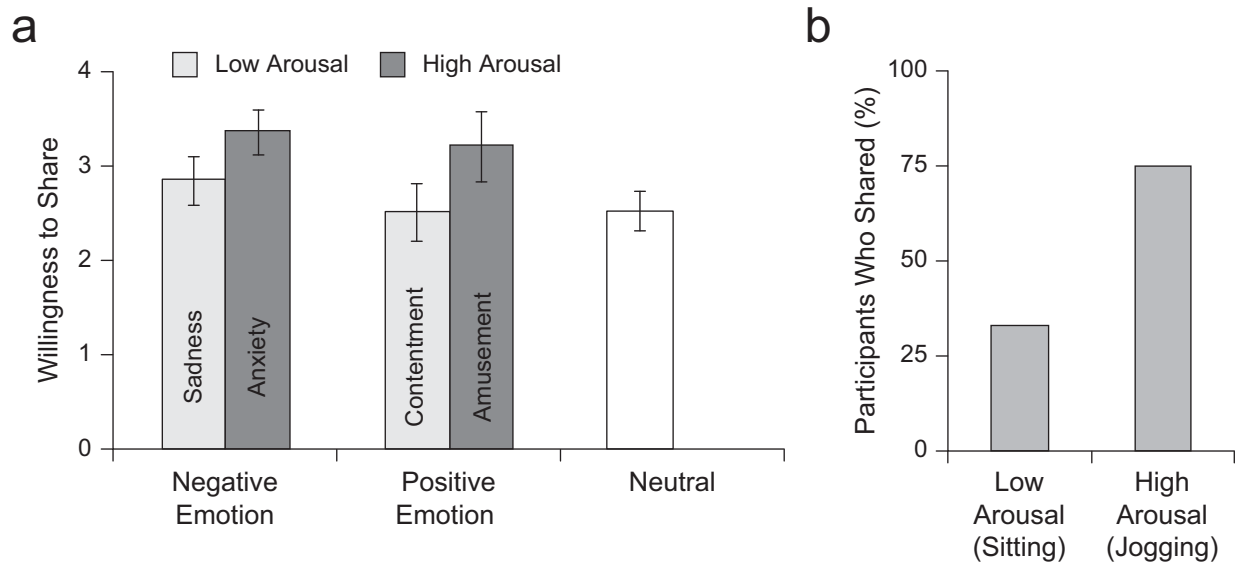 a
Low Arousal
High Arousal
4
3
2
1
0
Willingness to Share
Sadness
Anxiety
Contentment
Amusement
Negative
Emotion
Positive
Emotion
Neutral
b
100
75
50
25
0
Participants Who Shared (%)
Low
Arousal
(Sitting)
High
Arousal
(Jogging)